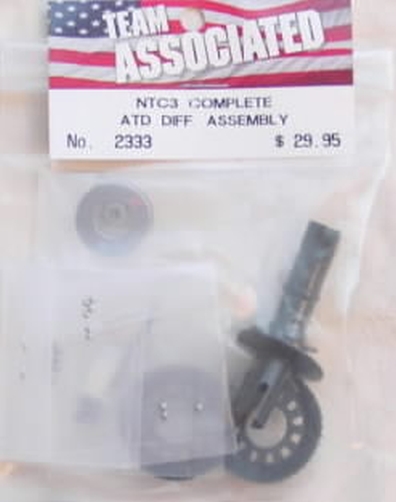 TEAM
ASSOCIATED
NTC3 COMPLETE
ATD DIFF ASSEMBLY
No. 2333 $ 29.95